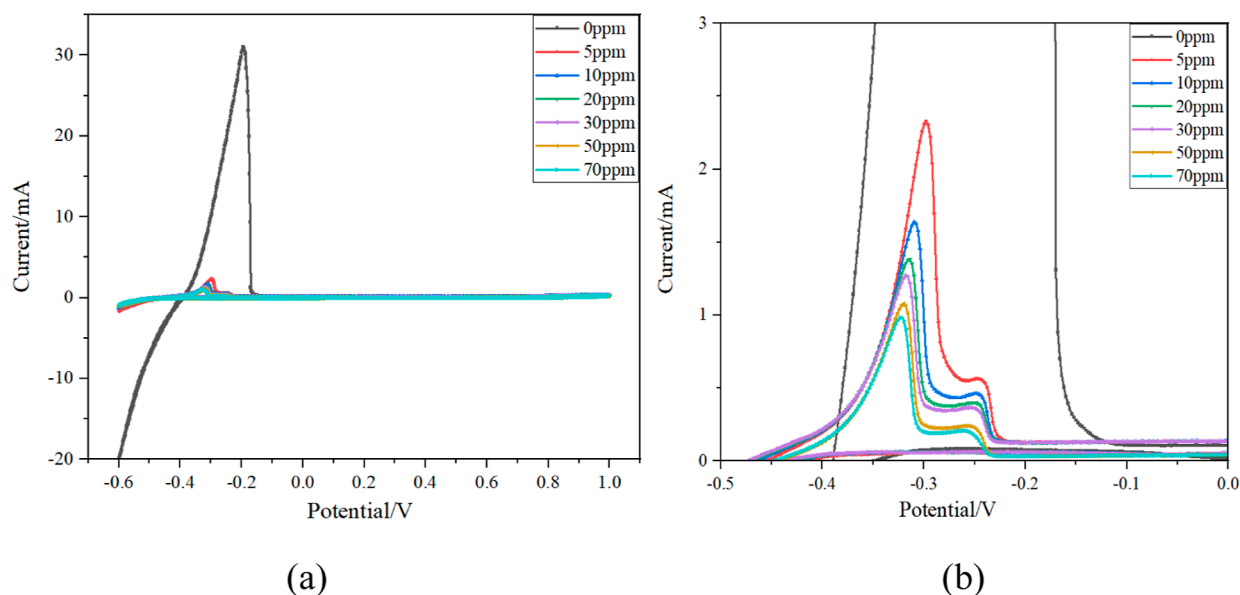 0ppm
5ppm
10ppm
20ppm
30ppm
50ppm
70ppm
30
20
10
0
-10
-20
Current/mA
-0.6 -0.4 -0.2 0.0 0.2 0.4 0.6 0.8 1.0
Potential/V
(a)
0ppm
5ppm
10ppm
20ppm
30ppm
50ppm
70ppm
3
2
1
0
Current/mA
-0.5 -0.4 -0.3 -0.2 -0.1 0.0
Potential/V
(b)